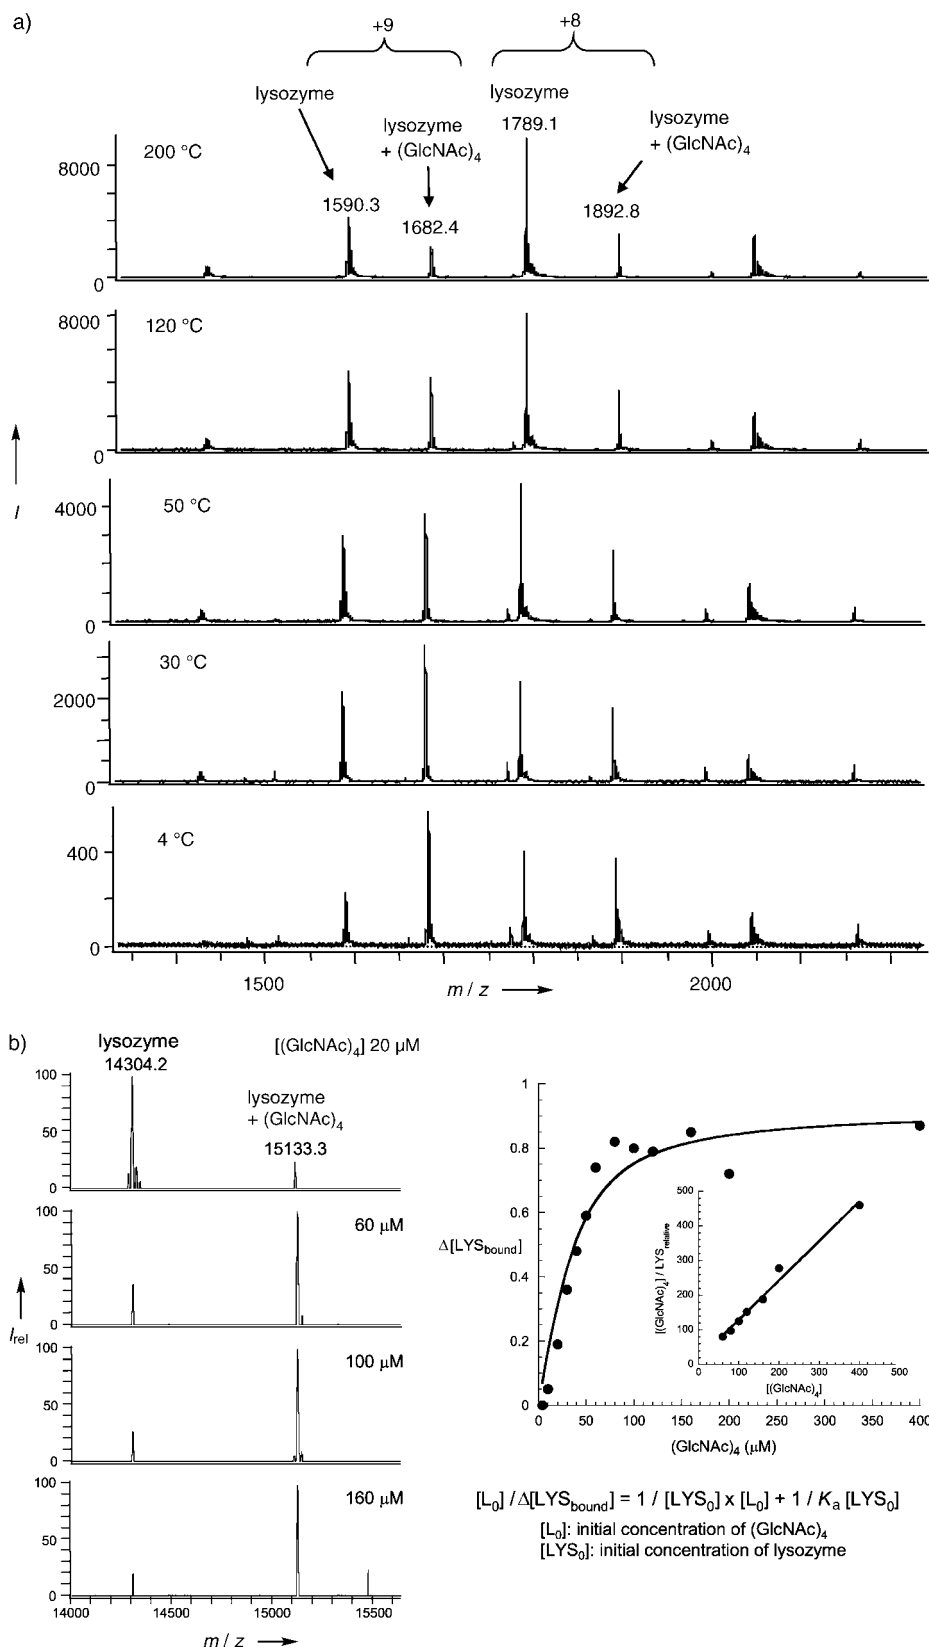 a)
+9
+8
lysozyme
lysozyme
+ (GlcNAc)₄
lysozyme
1789.1
lysozyme
+ (GlcNAc)₄
200 °C
1590.3
1682.4
1892.8
8000
0
120 °C
8000
0
50 °C
4000
0
30 °C
2000
0
4 °C
400
0
I
1500
2000
m / z
b)
lysozyme
14304.2
[(GlcNAc)₄] 20 µM
lysozyme
+ (GlcNAc)₄
15133.3
100
50
0
60 µM
100
50
0
I rel
100 µM
100
50
0
160 µM
100
50
0
14000
14500
15000
15500
m / z
1
0.8
0.6
0.4
0.2
0
Δ[LYSbound]
0
50
100
150
200
250
300
350
400
(GlcNAc)₄ (µM)
500
400
300
200
100
0
[(GlcNAc)₄] / LYSrelative
0
100
200
300
400
500
[(GlcNAc)₄]
[L₀] / Δ[LYSbound] = 1 / [LYS₀] x [L₀] + 1 / Kₐ [LYS₀]
[L₀]: initial concentration of (GlcNAc)₄
[LYS₀]: initial concentration of lysozyme